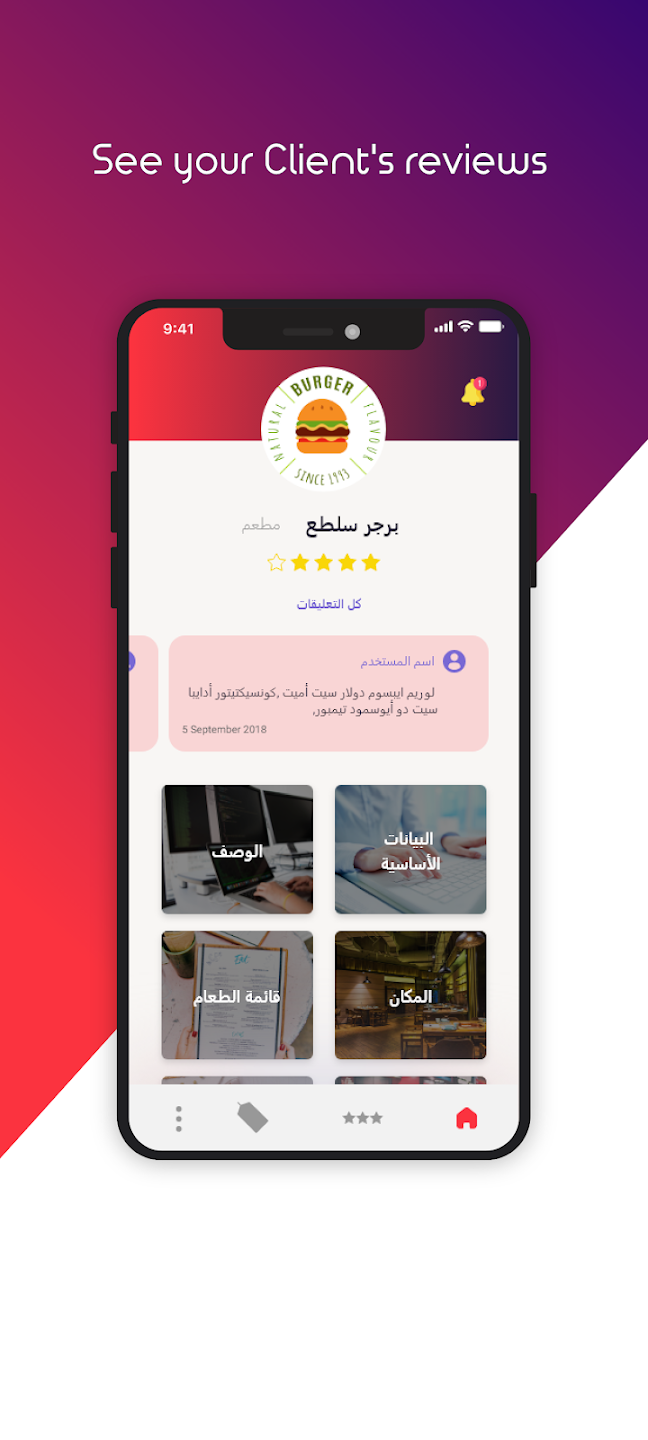 See your Client's reviews
9:41
1
BURGER
NATURAL
FLAVOUR
SINCE 1993
برجر سلطع
مطعم
كل التعليقات
اسم المستخدم
لوريم ايبسوم دولار سيت أميت ,كونسيكتيتور أدايبا
سيت دو أيوسمود تيمبور,
5 September 2018
البيانات
الأساسية
الوصف
المكان
قائمة الطعام